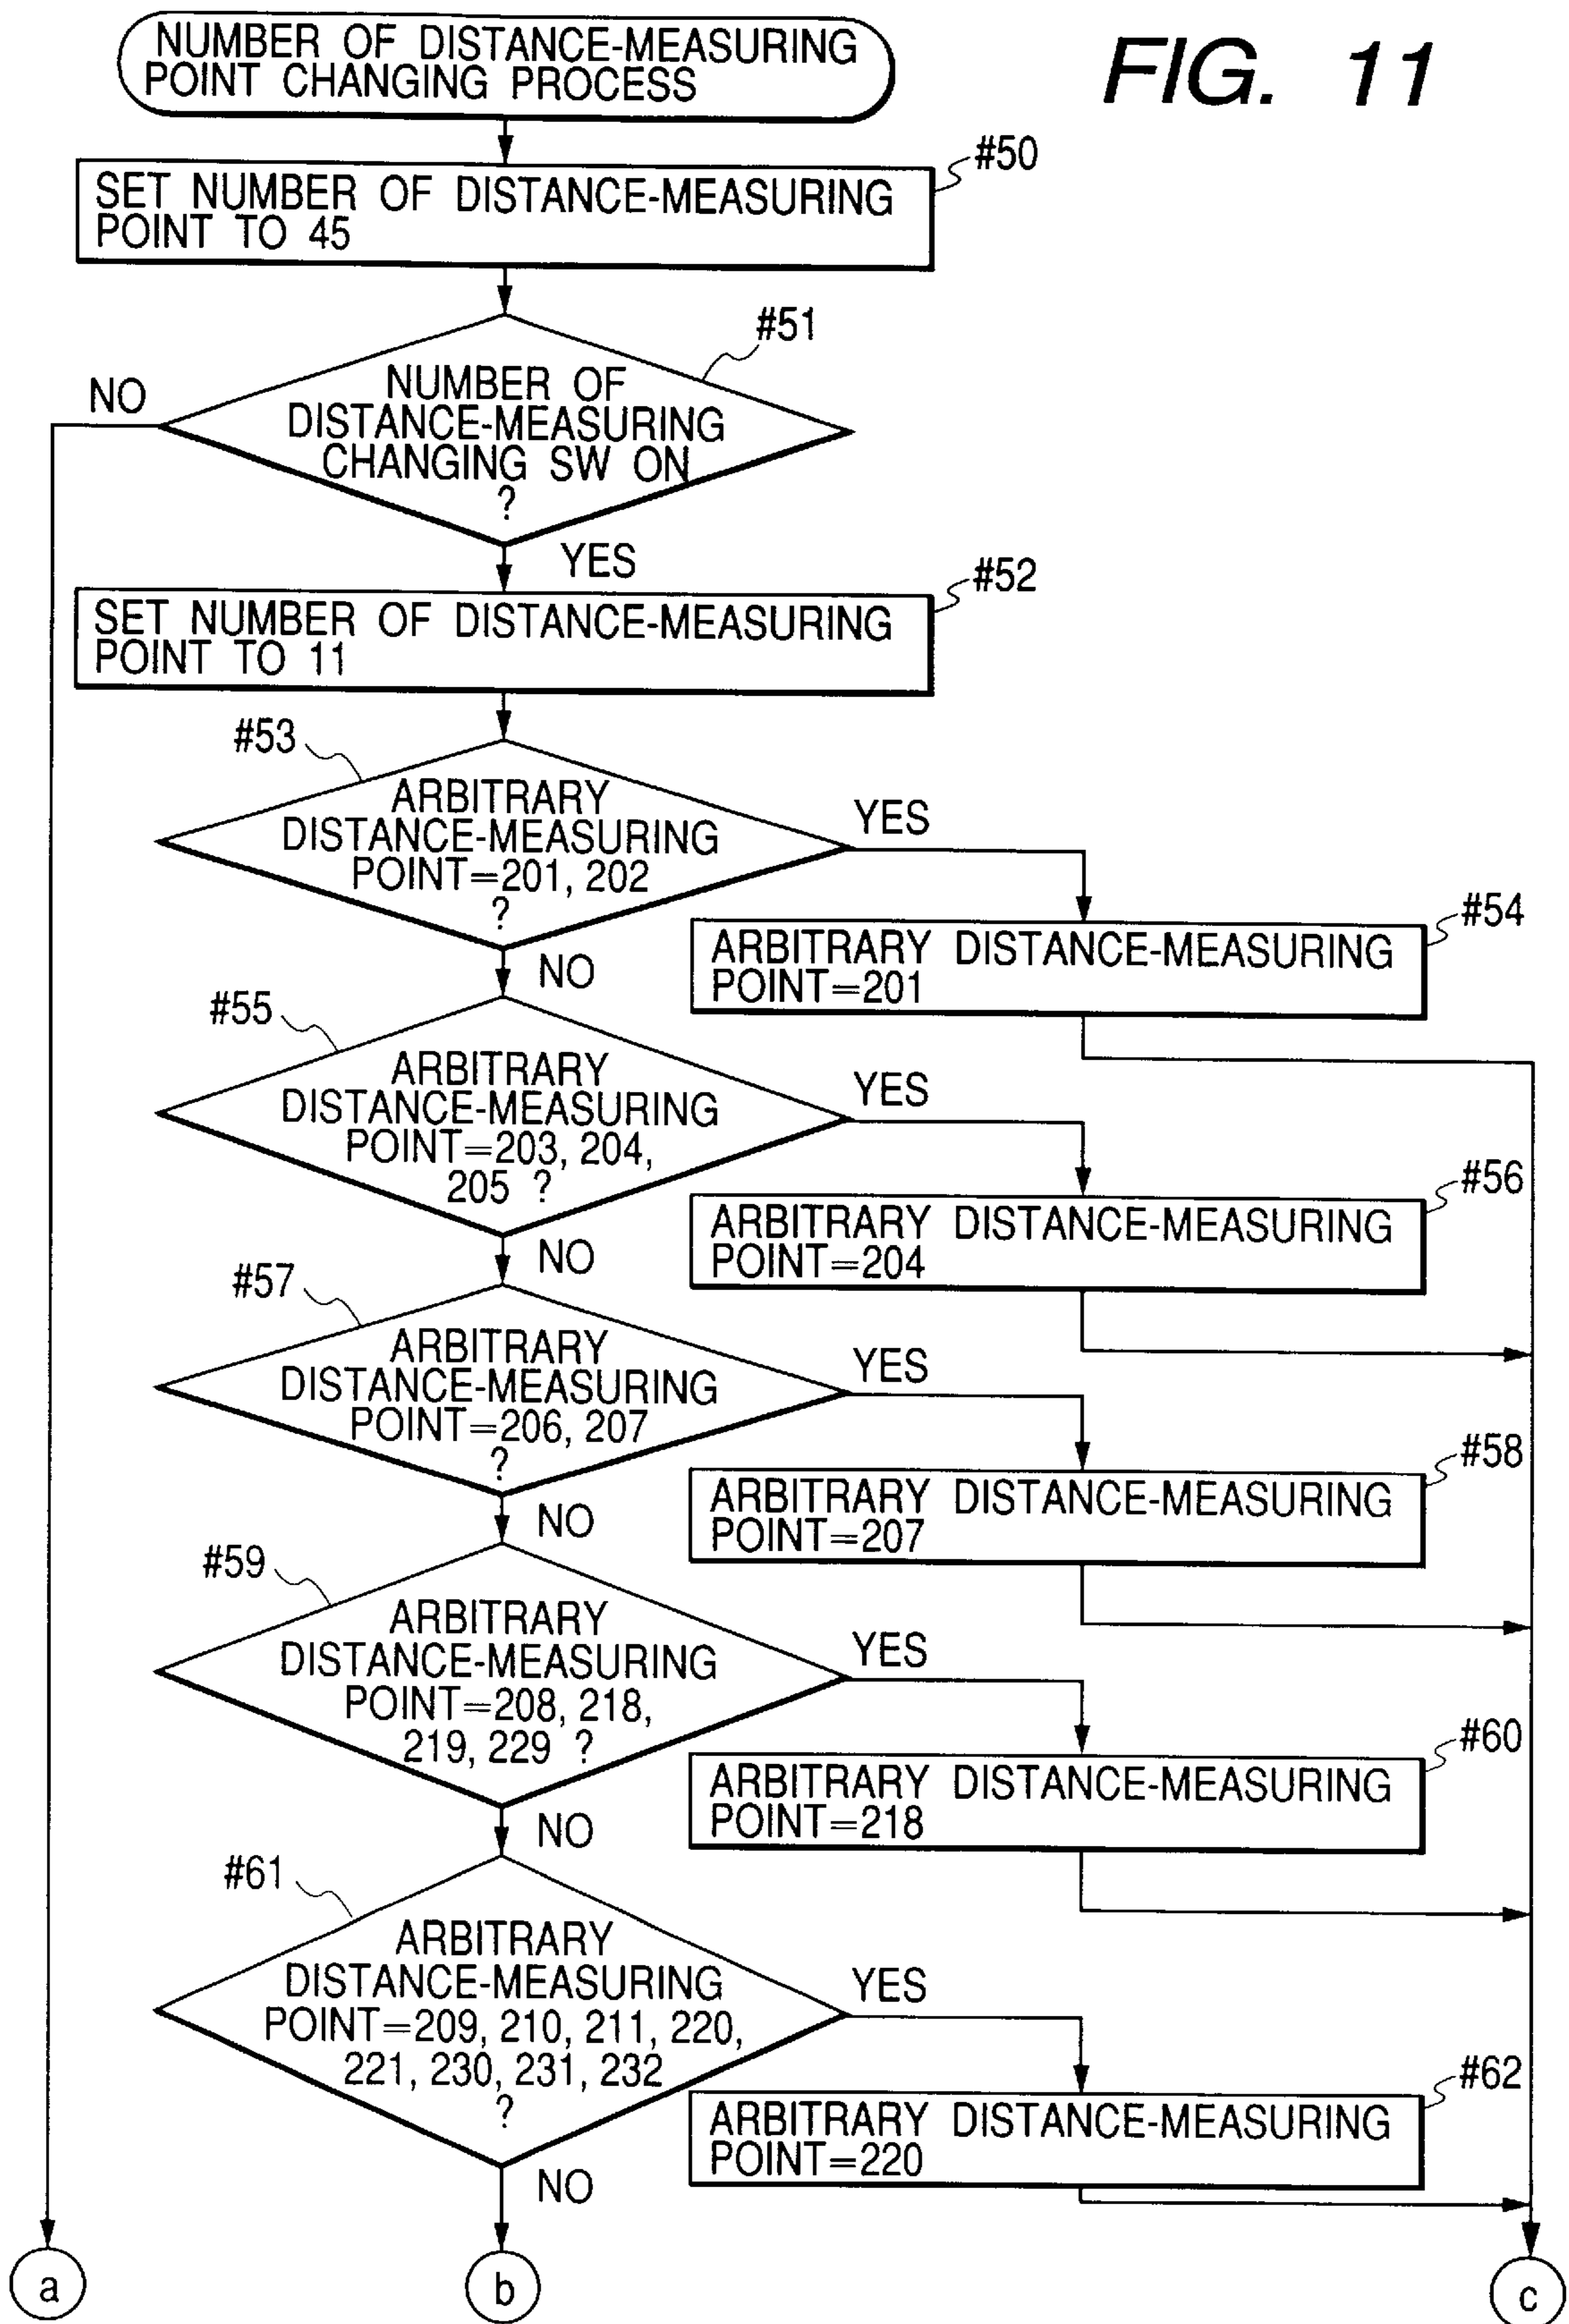 NUMBER OF DISTANCE-MEASURING
POINT CHANGING PROCESS
FIG. 11
#50
SET NUMBER OF DISTANCE-MEASURING
POINT TO 45
#51
NUMBER OF
DISTANCE-MEASURING
CHANGING SW ON
?
NO
YES
#52
SET NUMBER OF DISTANCE-MEASURING
POINT TO 11
#53
ARBITRARY
DISTANCE-MEASURING
POINT=201, 202
?
YES
NO
#54
ARBITRARY DISTANCE-MEASURING
POINT=201
#55
ARBITRARY
DISTANCE-MEASURING
POINT=203, 204,
205 ?
YES
NO
#56
ARBITRARY DISTANCE-MEASURING
POINT=204
#57
ARBITRARY
DISTANCE-MEASURING
POINT=206, 207
?
YES
NO
#58
ARBITRARY DISTANCE-MEASURING
POINT=207
#59
ARBITRARY
DISTANCE-MEASURING
POINT=208, 218,
219, 229 ?
YES
NO
#60
ARBITRARY DISTANCE-MEASURING
POINT=218
#61
ARBITRARY
DISTANCE-MEASURING
POINT=209, 210, 211, 220,
221, 230, 231, 232
?
YES
NO
#62
ARBITRARY DISTANCE-MEASURING
POINT=220
a
b
c